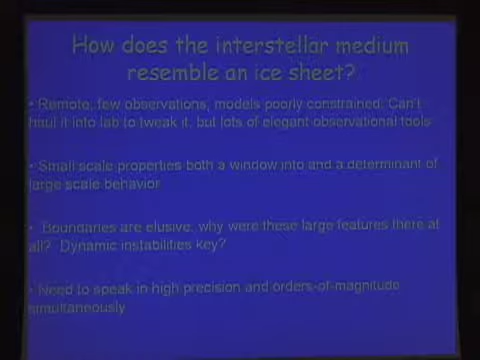 How does the interstellar medium
resemble an ice sheet?
• Remote, few observations, models poorly constrained. Can't
haul it into lab to tweak it, but lots of elegant observational tools
• Small scale properties both a window into and a determinant of
large scale behavior
• Boundaries are elusive, why were these large features there at
all? Dynamic instabilities key?
• Need to speak in high precision and orders-of-magnitude
simultaneously